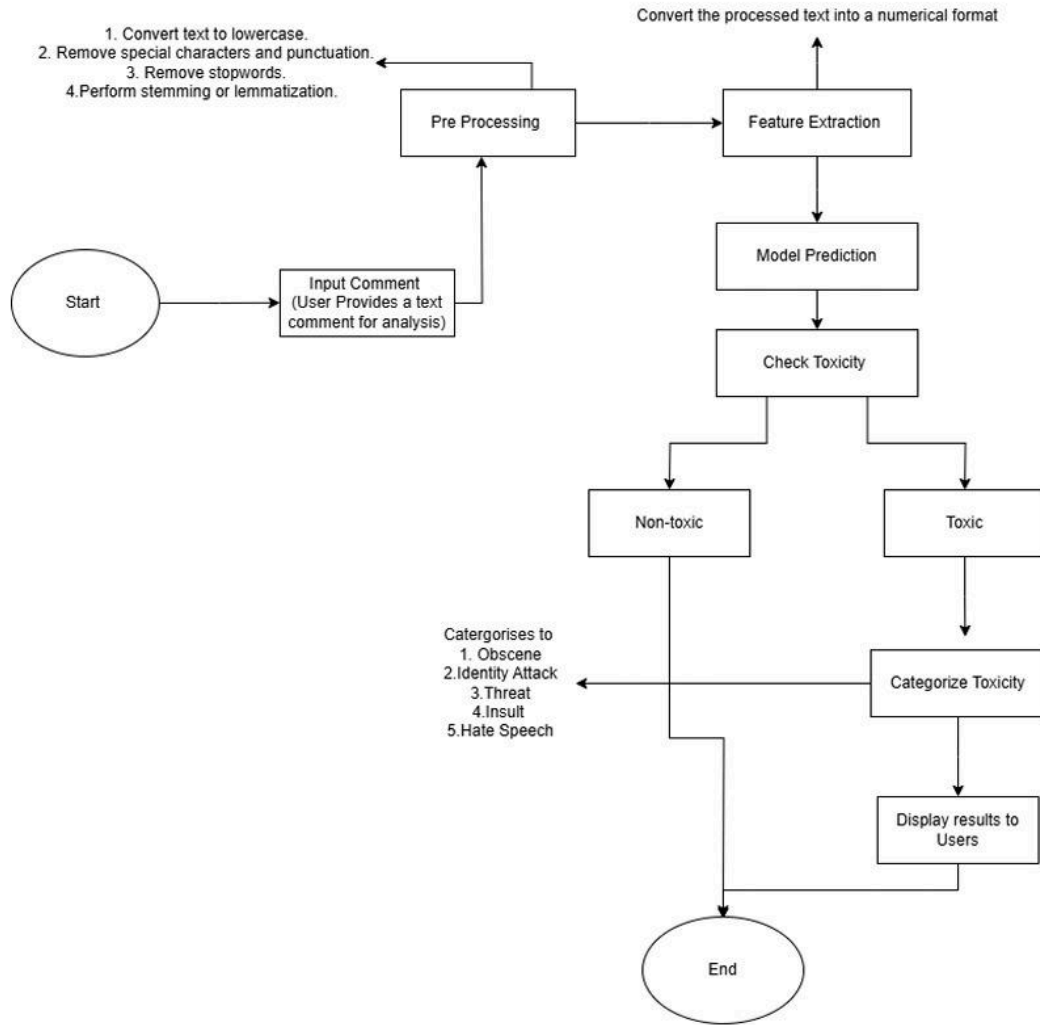 Convert the processed text into a numerical format
1. Convert text to lowercase.
2. Remove special characters and punctuation.
3. Remove stopwords.
4.Perform stemming or lemmatization.
Pre Processing
Feature Extraction
Model Prediction
Start
Input Comment
(User Provides a text
comment for analysis)
Check Toxicity
Non-toxic
Toxic
Catergorises to
1. Obscene
2.Identity Attack
3.Threat
4.Insult
5.Hate Speech
Categorize Toxicity
Display results to
Users
End